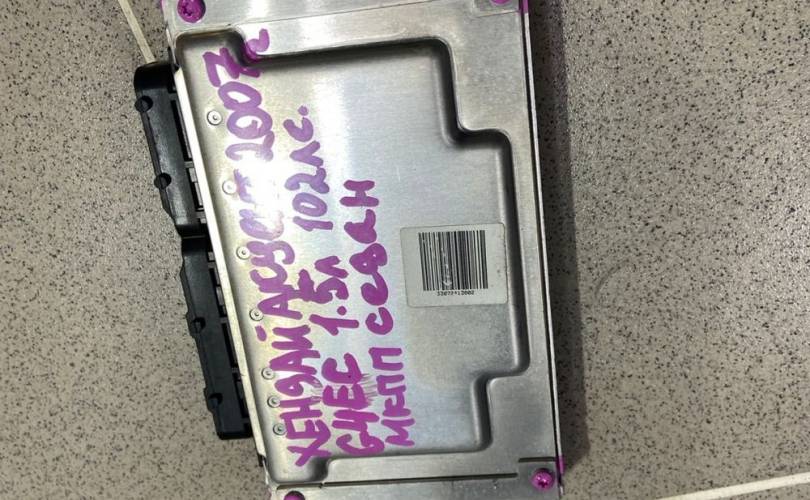 ХЕНДАЙ АКЦЕНТ 2007г
G4EC 1.5л 102лс.
МКПП седан